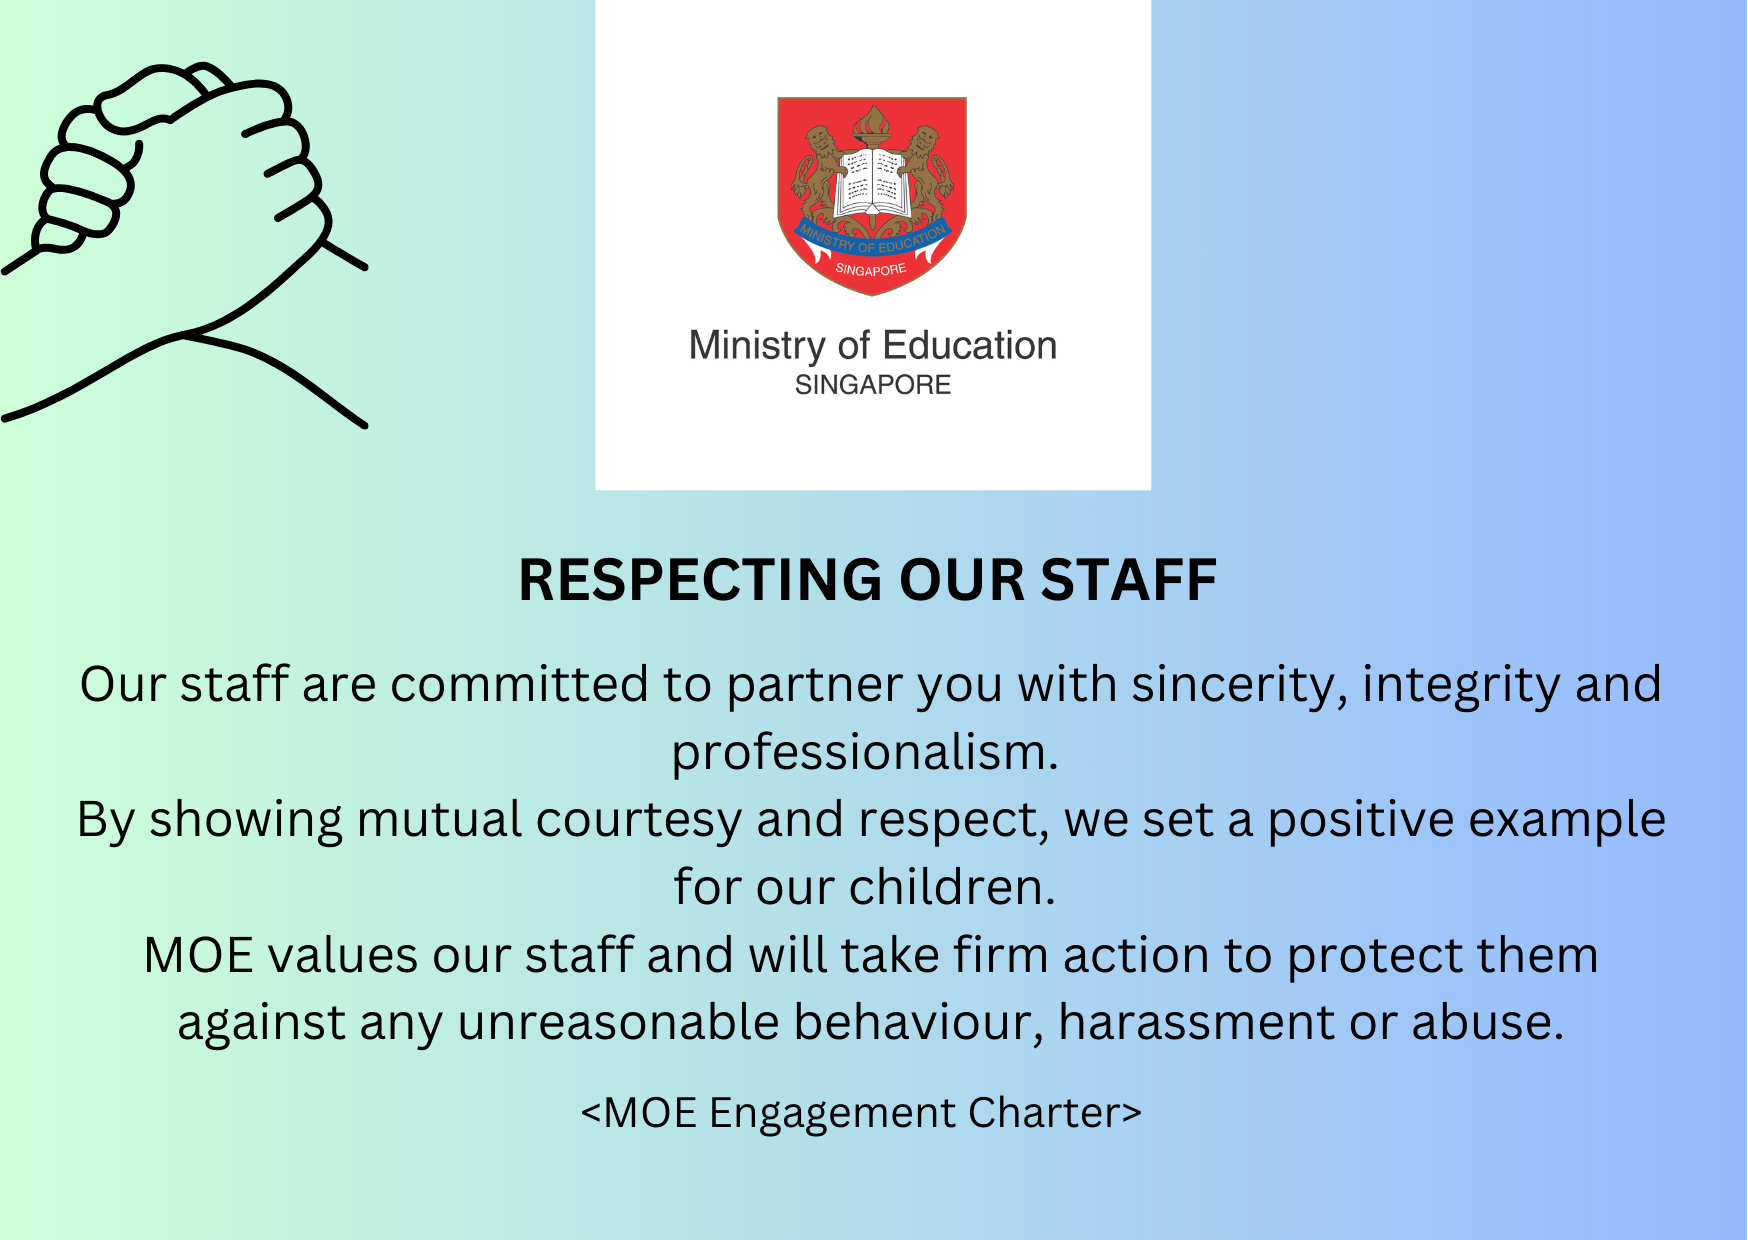 MINISTRY OF EDUCATION
SINGAPORE
Ministry of Education
SINGAPORE
RESPECTING OUR STAFF
Our staff are committed to partner you with sincerity, integrity and
professionalism.
By showing mutual courtesy and respect, we set a positive example
for our children.
MOE values our staff and will take firm action to protect them
against any unreasonable behaviour, harassment or abuse.
<MOE Engagement Charter>